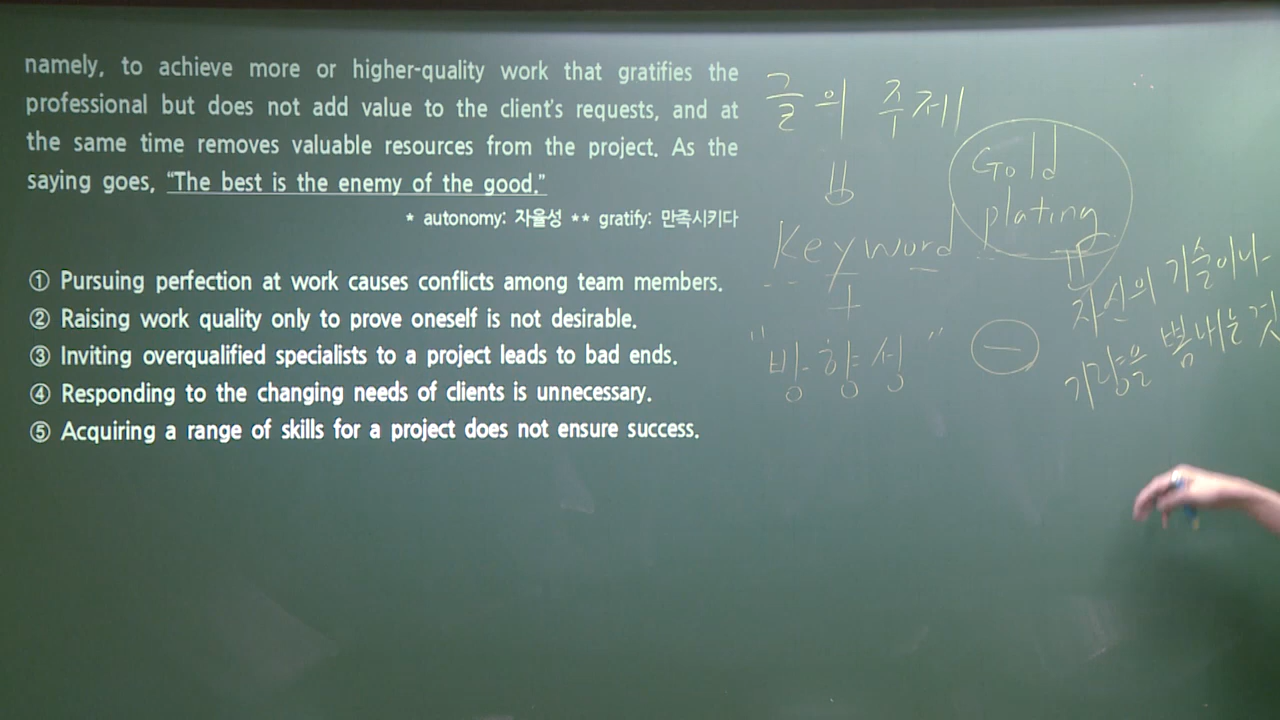 namely, to achieve more or higher-quality work that gratifies the
professional but does not add value to the client's requests, and at
the same time removes valuable resources from the project. As the
saying goes, “The best is the enemy of the good.”
* autonomy: 자율성 ** gratify: 만족시키다
① Pursuing perfection at work causes conflicts among team members.
② Raising work quality only to prove oneself is not desirable.
③ Inviting overqualified specialists to a project leads to bad ends.
④ Responding to the changing needs of clients is unnecessary.
⑤ Acquiring a range of skills for a project does not ensure success.
글의 주제
Keyword
+
"방향성"
Gold
plating
자신의 기술이나
기량을 뽐내는 것